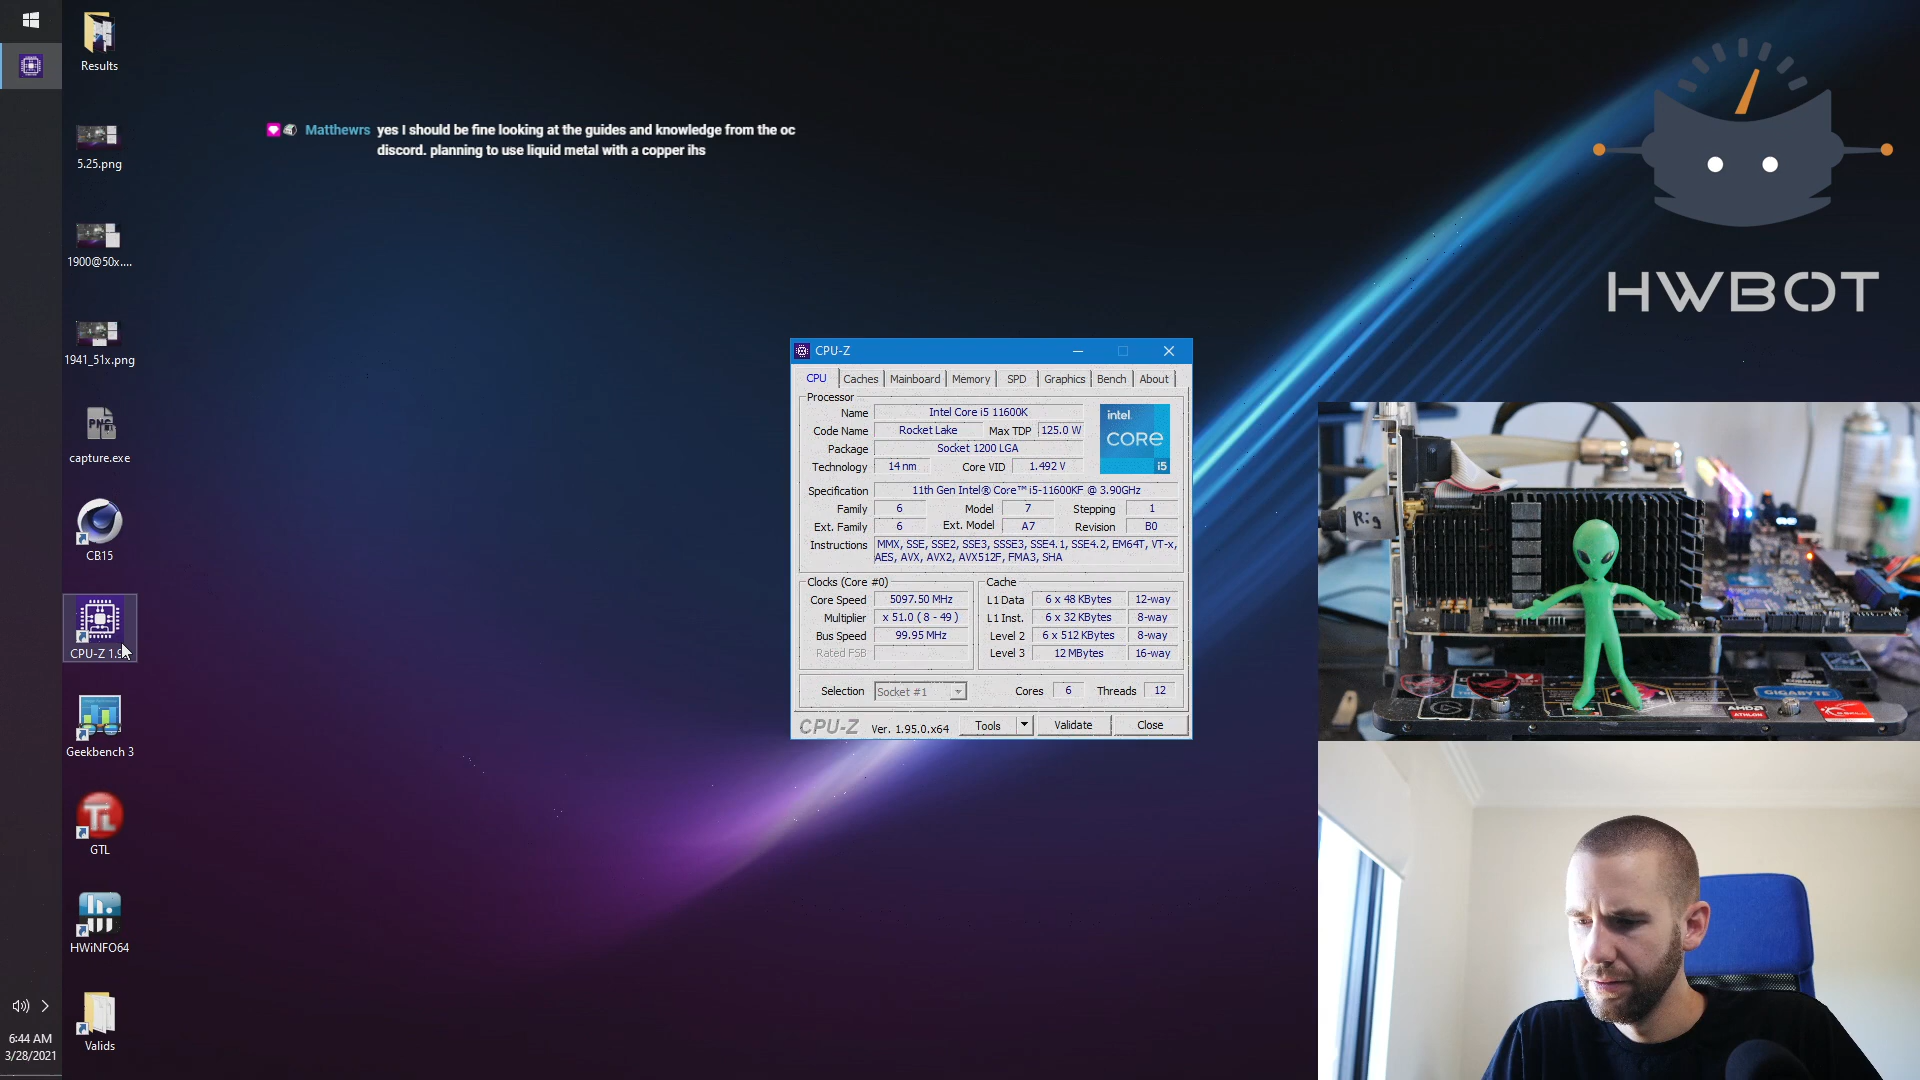 Results
5.25.png
1900@50x....
1941_51x.png
capture.exe
CB15
CPU-Z 1.9
Geekbench 3
GTL
HWiNFO64
Valids
6:44 AM
3/28/2021
Matthewrs yes I should be fine looking at the guides and knowledge from the oc
discord. planning to use liquid metal with a copper ihs
HWBOT
CPU-Z
CPU Caches Mainboard Memory SPD Graphics Bench About
Processor
Name Intel Core i5 11600K
Code Name Rocket Lake Max TDP 125.0 W
Package Socket 1200 LGA
Technology 14 nm Core VID 1.492 V
intel
CORE
i5
Specification 11th Gen Intel® Core™ i5-11600KF @ 3.90GHz
Family 6 Model 7 Stepping 1
Ext. Family 6 Ext. Model A7 Revision B0
Instructions MMX, SSE, SSE2, SSE3, SSSE3, SSE4.1, SSE4.2, EM64T, VT-x,
AES, AVX, AVX2, AVX512F, FMA3, SHA
Clocks (Core #0)
Core Speed 5097.50 MHz
Multiplier x 51.0 ( 8 - 49 )
Bus Speed 99.95 MHz
Rated FSB
Cache
L1 Data 6 x 48 KBytes 12-way
L1 Inst. 6 x 32 KBytes 8-way
Level 2 6 x 512 KBytes 8-way
Level 3 12 MBytes 16-way
Selection Socket #1 Cores 6 Threads 12
CPU-Z Ver. 1.95.0.x64 Tools Validate Close
Rig
GIGABYTE
AMD
ATHLON